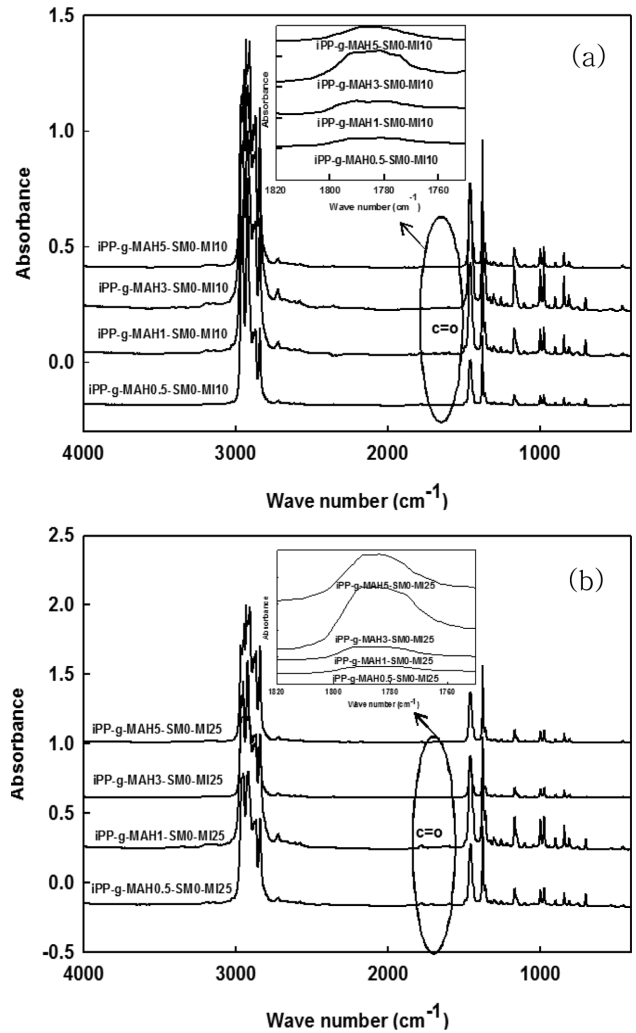 (a)
1.5
1.0
0.5
0.0
Absorbance
iPP-g-MAH5-SM0-MI10
iPP-g-MAH3-SM0-MI10
iPP-g-MAH1-SM0-MI10
iPP-g-MAH0.5-SM0-MI10
Absorbance
1820 1800 1780 1760
Wave number (cm-1)
iPP-g-MAH5-SM0-MI10
iPP-g-MAH3-SM0-MI10
iPP-g-MAH1-SM0-MI10
iPP-g-MAH0.5-SM0-MI10
c=o
4000 3000 2000 1000
Wave number (cm-1)
(b)
2.5
2.0
1.5
1.0
0.5
0.0
-0.5
Absorbance
iPP-g-MAH5-SM0-MI25
iPP-g-MAH3-SM0-MI25
iPP-g-MAH1-SM0-MI25
iPP-g-MAH0.5-SM0-MI25
Absorbance
1820 1800 1780 1760
Wave number (cm-1)
iPP-g-MAH5-SM0-MI25
iPP-g-MAH3-SM0-MI25
iPP-g-MAH1-SM0-MI25
iPP-g-MAH0.5-SM0-MI25
c=o
4000 3000 2000 1000
Wave number (cm-1)